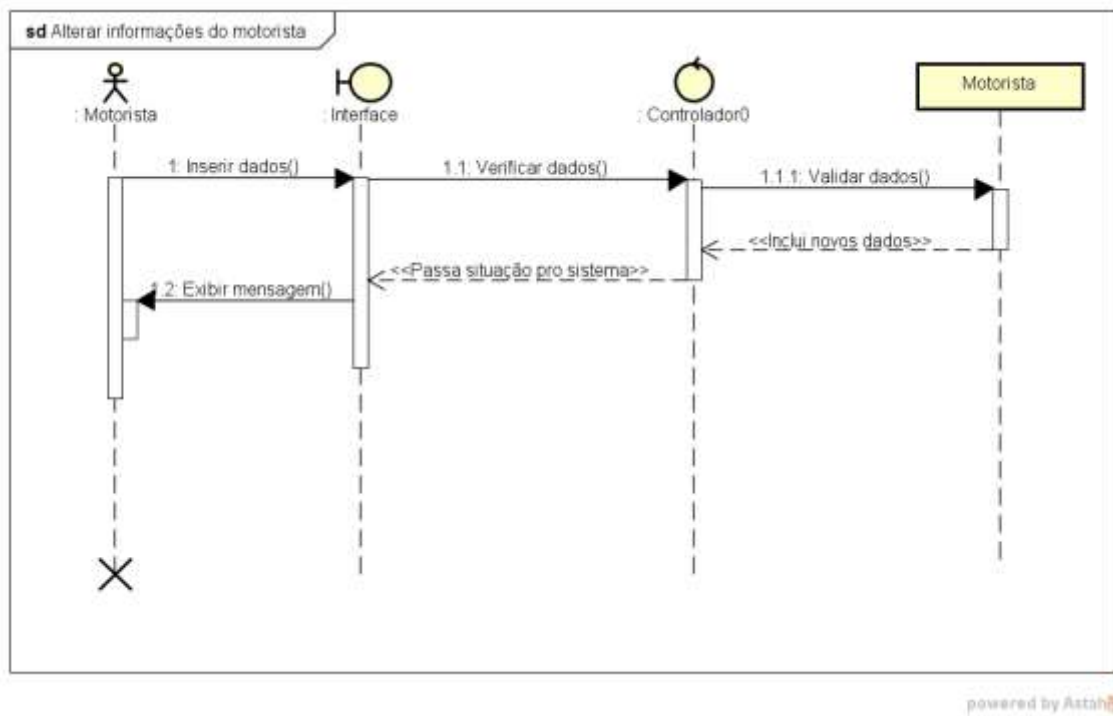 sd Alterar informações do motorista
: Motorista
: Interface
: Controlador0
Motorista
1: Inserir dados()
1.1: Verificar dados()
1.1.1: Validar dados()
<<Inclui novos dados>>
<<Passa situação pro sistema>>
1.2: Exibir mensagem()
powered by Astah